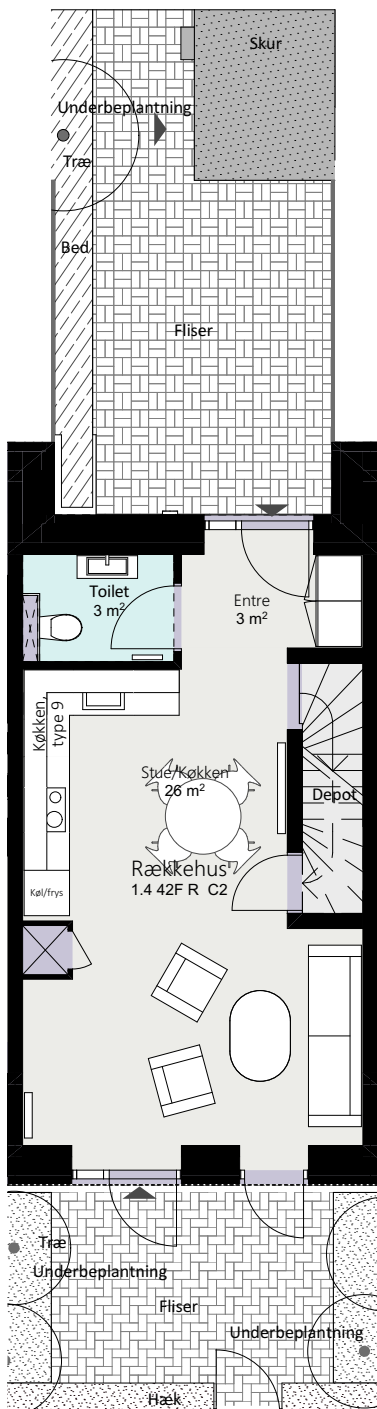 Skur
Underbeplantning
Træ
Bed
Fliser
Toilet
3 m²
Entre
3 m²
Køkken,
type 9
Stue/Køkken
26 m²
Depot
Rækkehus
1.4 42F R C2
Køl/frys
Træ
Underbeplantning
Fliser
Underbeplantning
Hæk